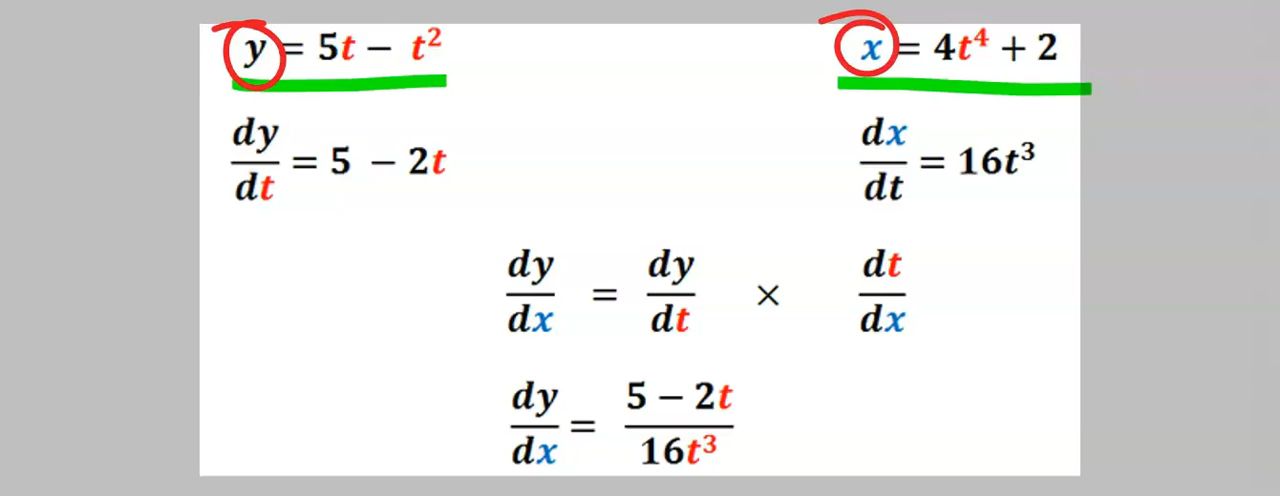 y = 5t − t²
x = 4t⁴ + 2
dy/dt = 5 − 2t
dx/dt = 16t³
dy/dx = dy/dt × dt/dx
dy/dx = (5 − 2t)/(16t³)